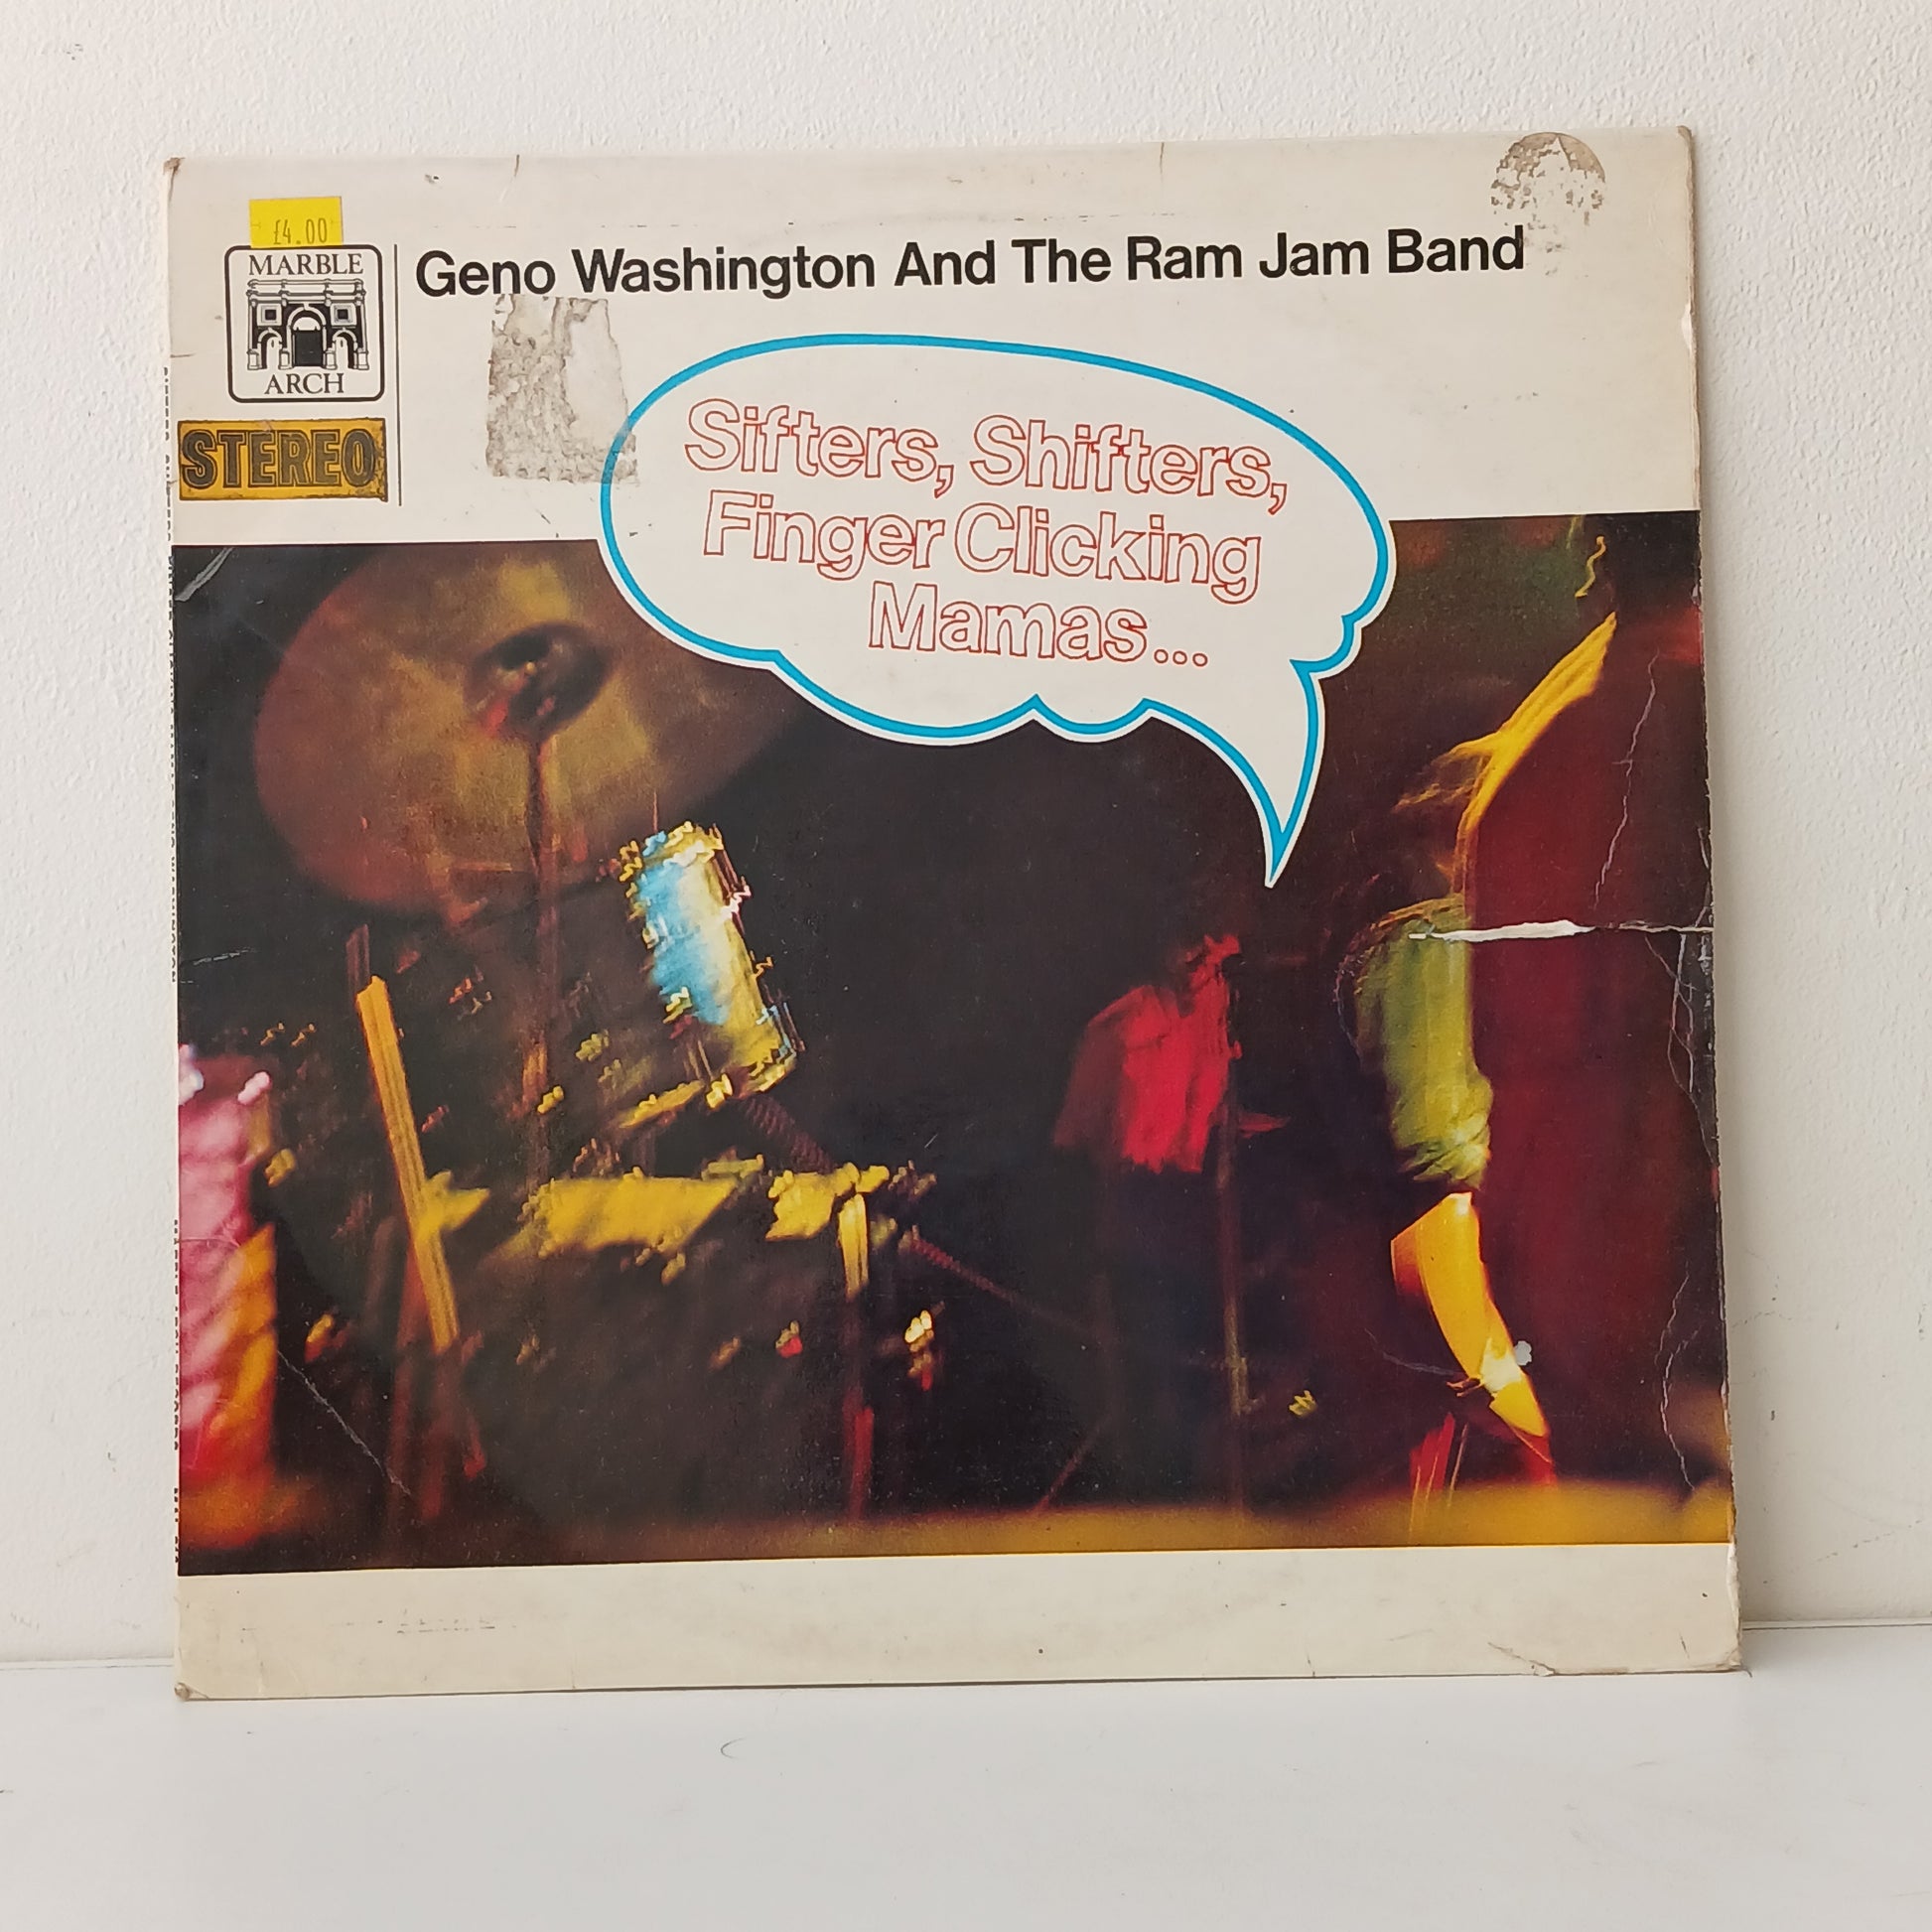 £4.00
MARBLE
ARCH
STEREO
Geno Washington And The Ram Jam Band
Sifters, Shifters,
Finger Clicking
Mamas...